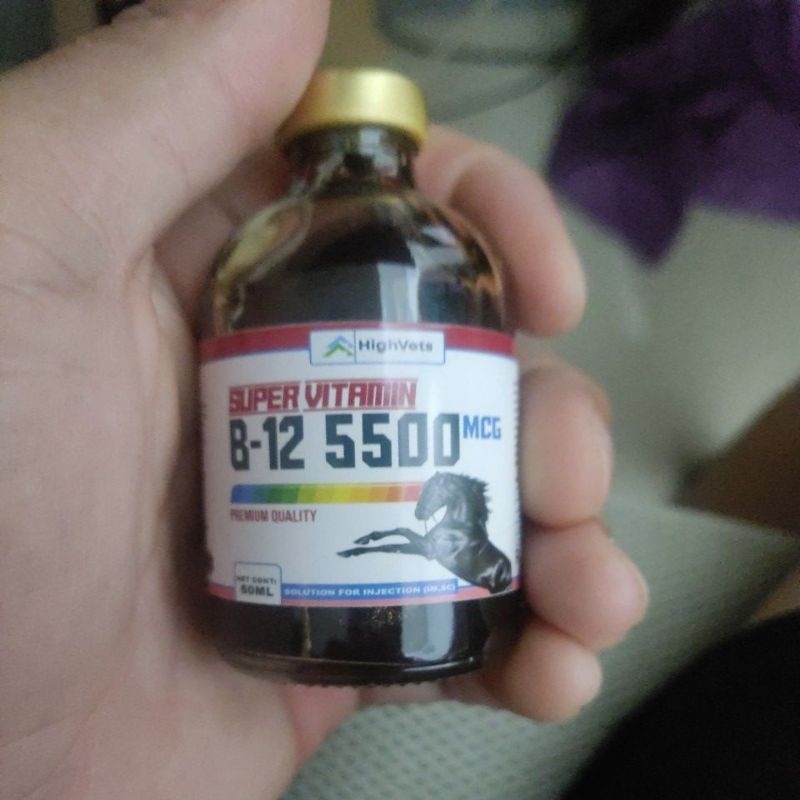 HighVets
SUPER VITAMIN
B-12 5500 MCG
PREMIUM QUALITY
NET CONT:
50ML
SOLUTION FOR INJECTION (IM,SC)